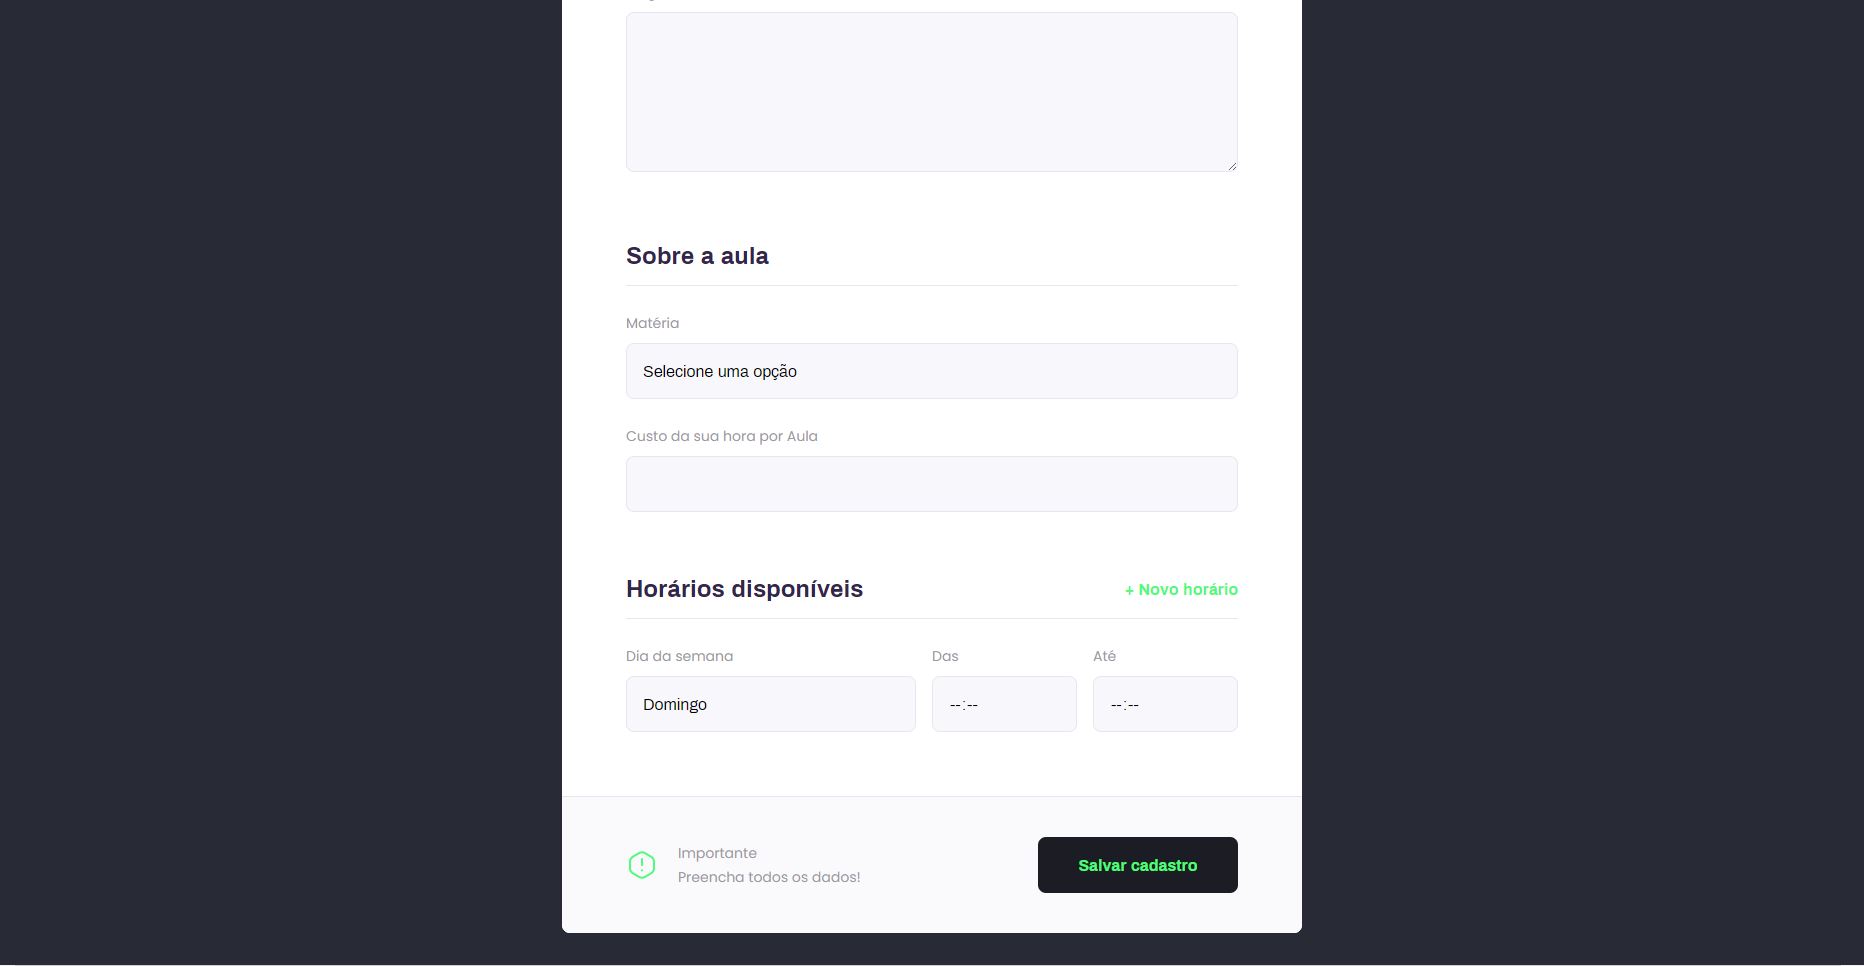 Sobre a aula
Matéria
Selecione uma opção
Custo da sua hora por Aula
Horários disponíveis
+ Novo horário
Dia da semana
Das
Até
Domingo
--:--
--:--
Importante
Preencha todos os dados!
Salvar cadastro